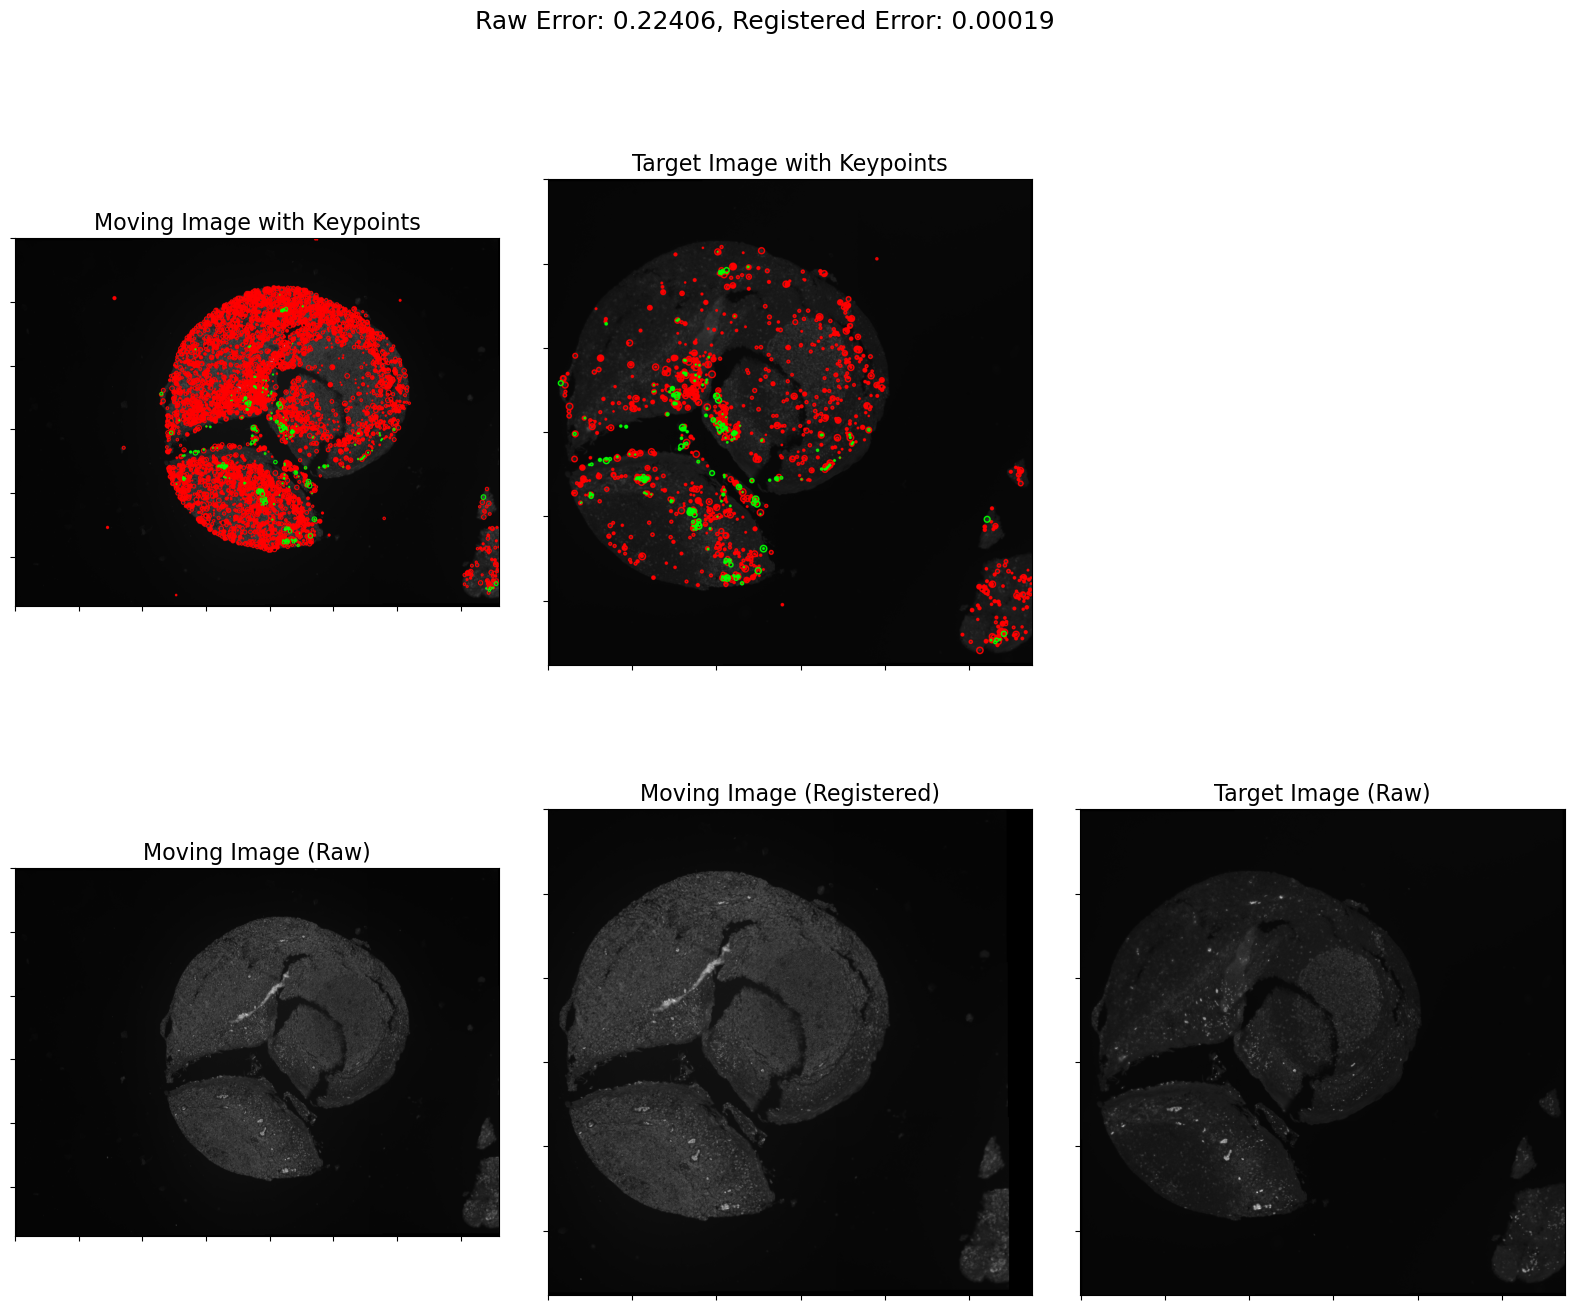 Raw Error: 0.22406, Registered Error: 0.00019
Target Image with Keypoints
Moving Image with Keypoints
Moving Image (Registered)
Target Image (Raw)
Moving Image (Raw)